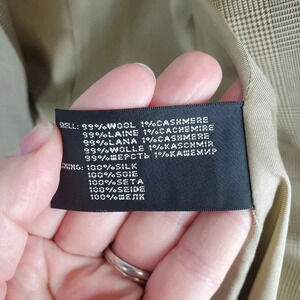 SHELL: 99%WOOL 1%CASHMERE
99%LAINE 1%CACHEMIRE
99%LANA 1%CASHMERE
99%WOLLE 1%KASCHMIR
99%ШЕРСТЬ 1%КАШЕМИР
LINING: 100%SILK
100%SOIE
100%SETA
100%SEIDE
100%ШЕЛК